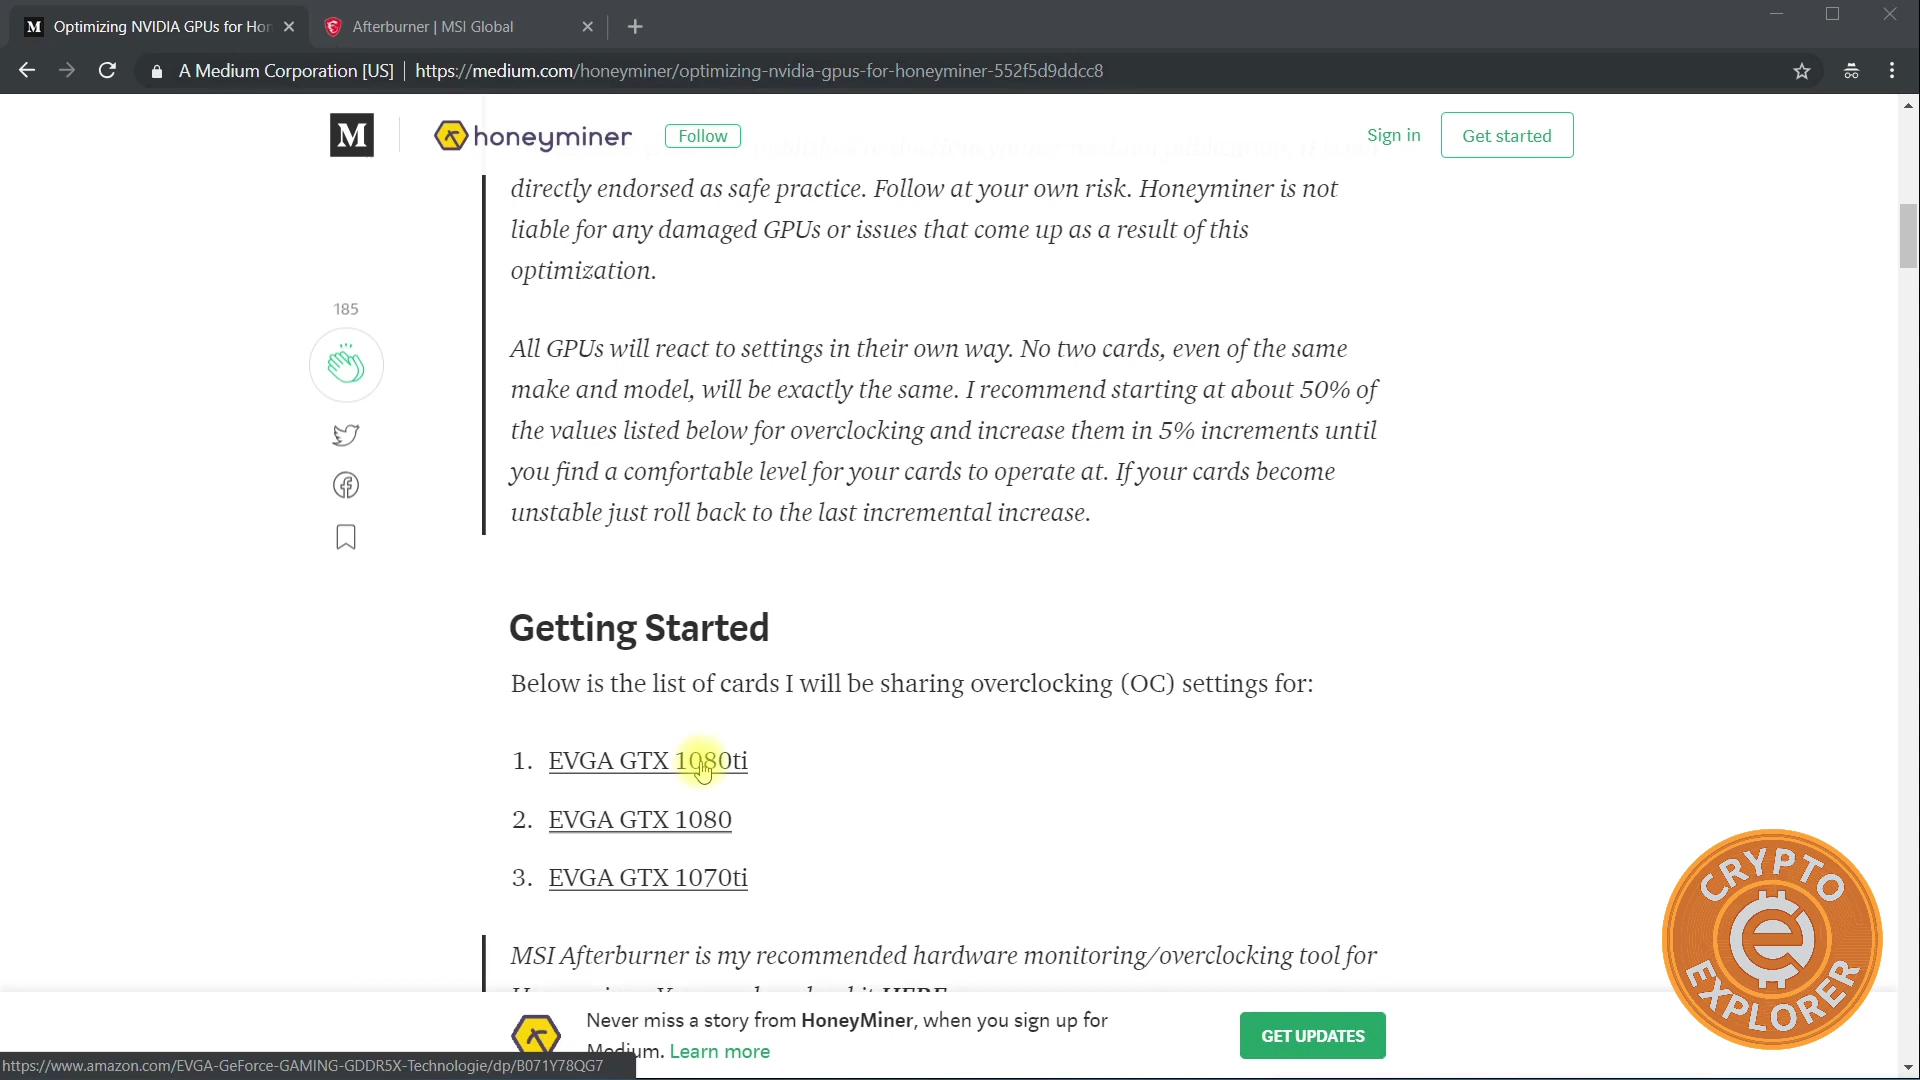 Optimizing NVIDIA GPUs for Hon
Afterburner | MSI Global
A Medium Corporation [US] | https://medium.com/honeyminer/optimizing-nvidia-gpus-for-honeyminer-552f5d9ddcc8
M
honeyminer
Follow
Sign in
Get started
directly endorsed as safe practice. Follow at your own risk. Honeyminer is not
liable for any damaged GPUs or issues that come up as a result of this
optimization.
185
All GPUs will react to settings in their own way. No two cards, even of the same
make and model, will be exactly the same. I recommend starting at about 50% of
the values listed below for overclocking and increase them in 5% increments until
you find a comfortable level for your cards to operate at. If your cards become
unstable just roll back to the last incremental increase.
Getting Started
Below is the list of cards I will be sharing overclocking (OC) settings for:
1. EVGA GTX 1080ti
2. EVGA GTX 1080
3. EVGA GTX 1070ti
MSI Afterburner is my recommended hardware monitoring/overclocking tool for
Never miss a story from HoneyMiner, when you sign up for
Medium. Learn more
GET UPDATES
https://www.amazon.com/EVGA-GeForce-GAMING-GDDR5X-Technologie/dp/B071Y78QG7
CRYPTO
EXPLORER